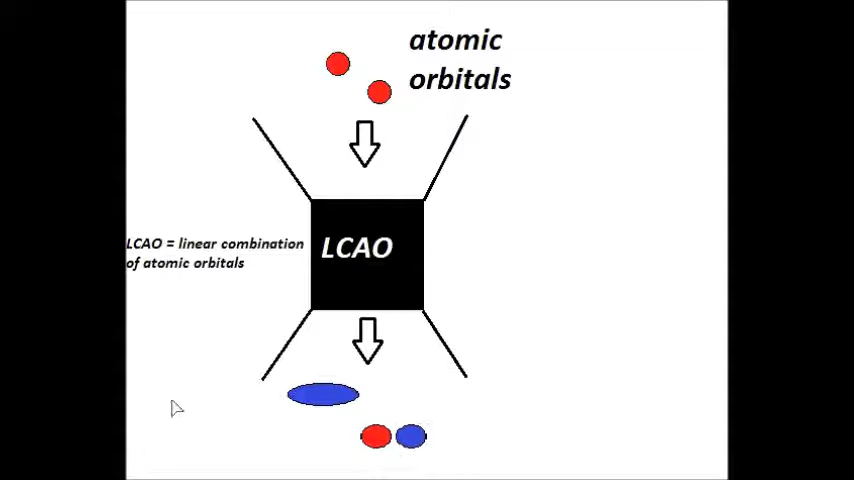 atomic
orbitals
LCAO = linear combination
of atomic orbitals
LCAO